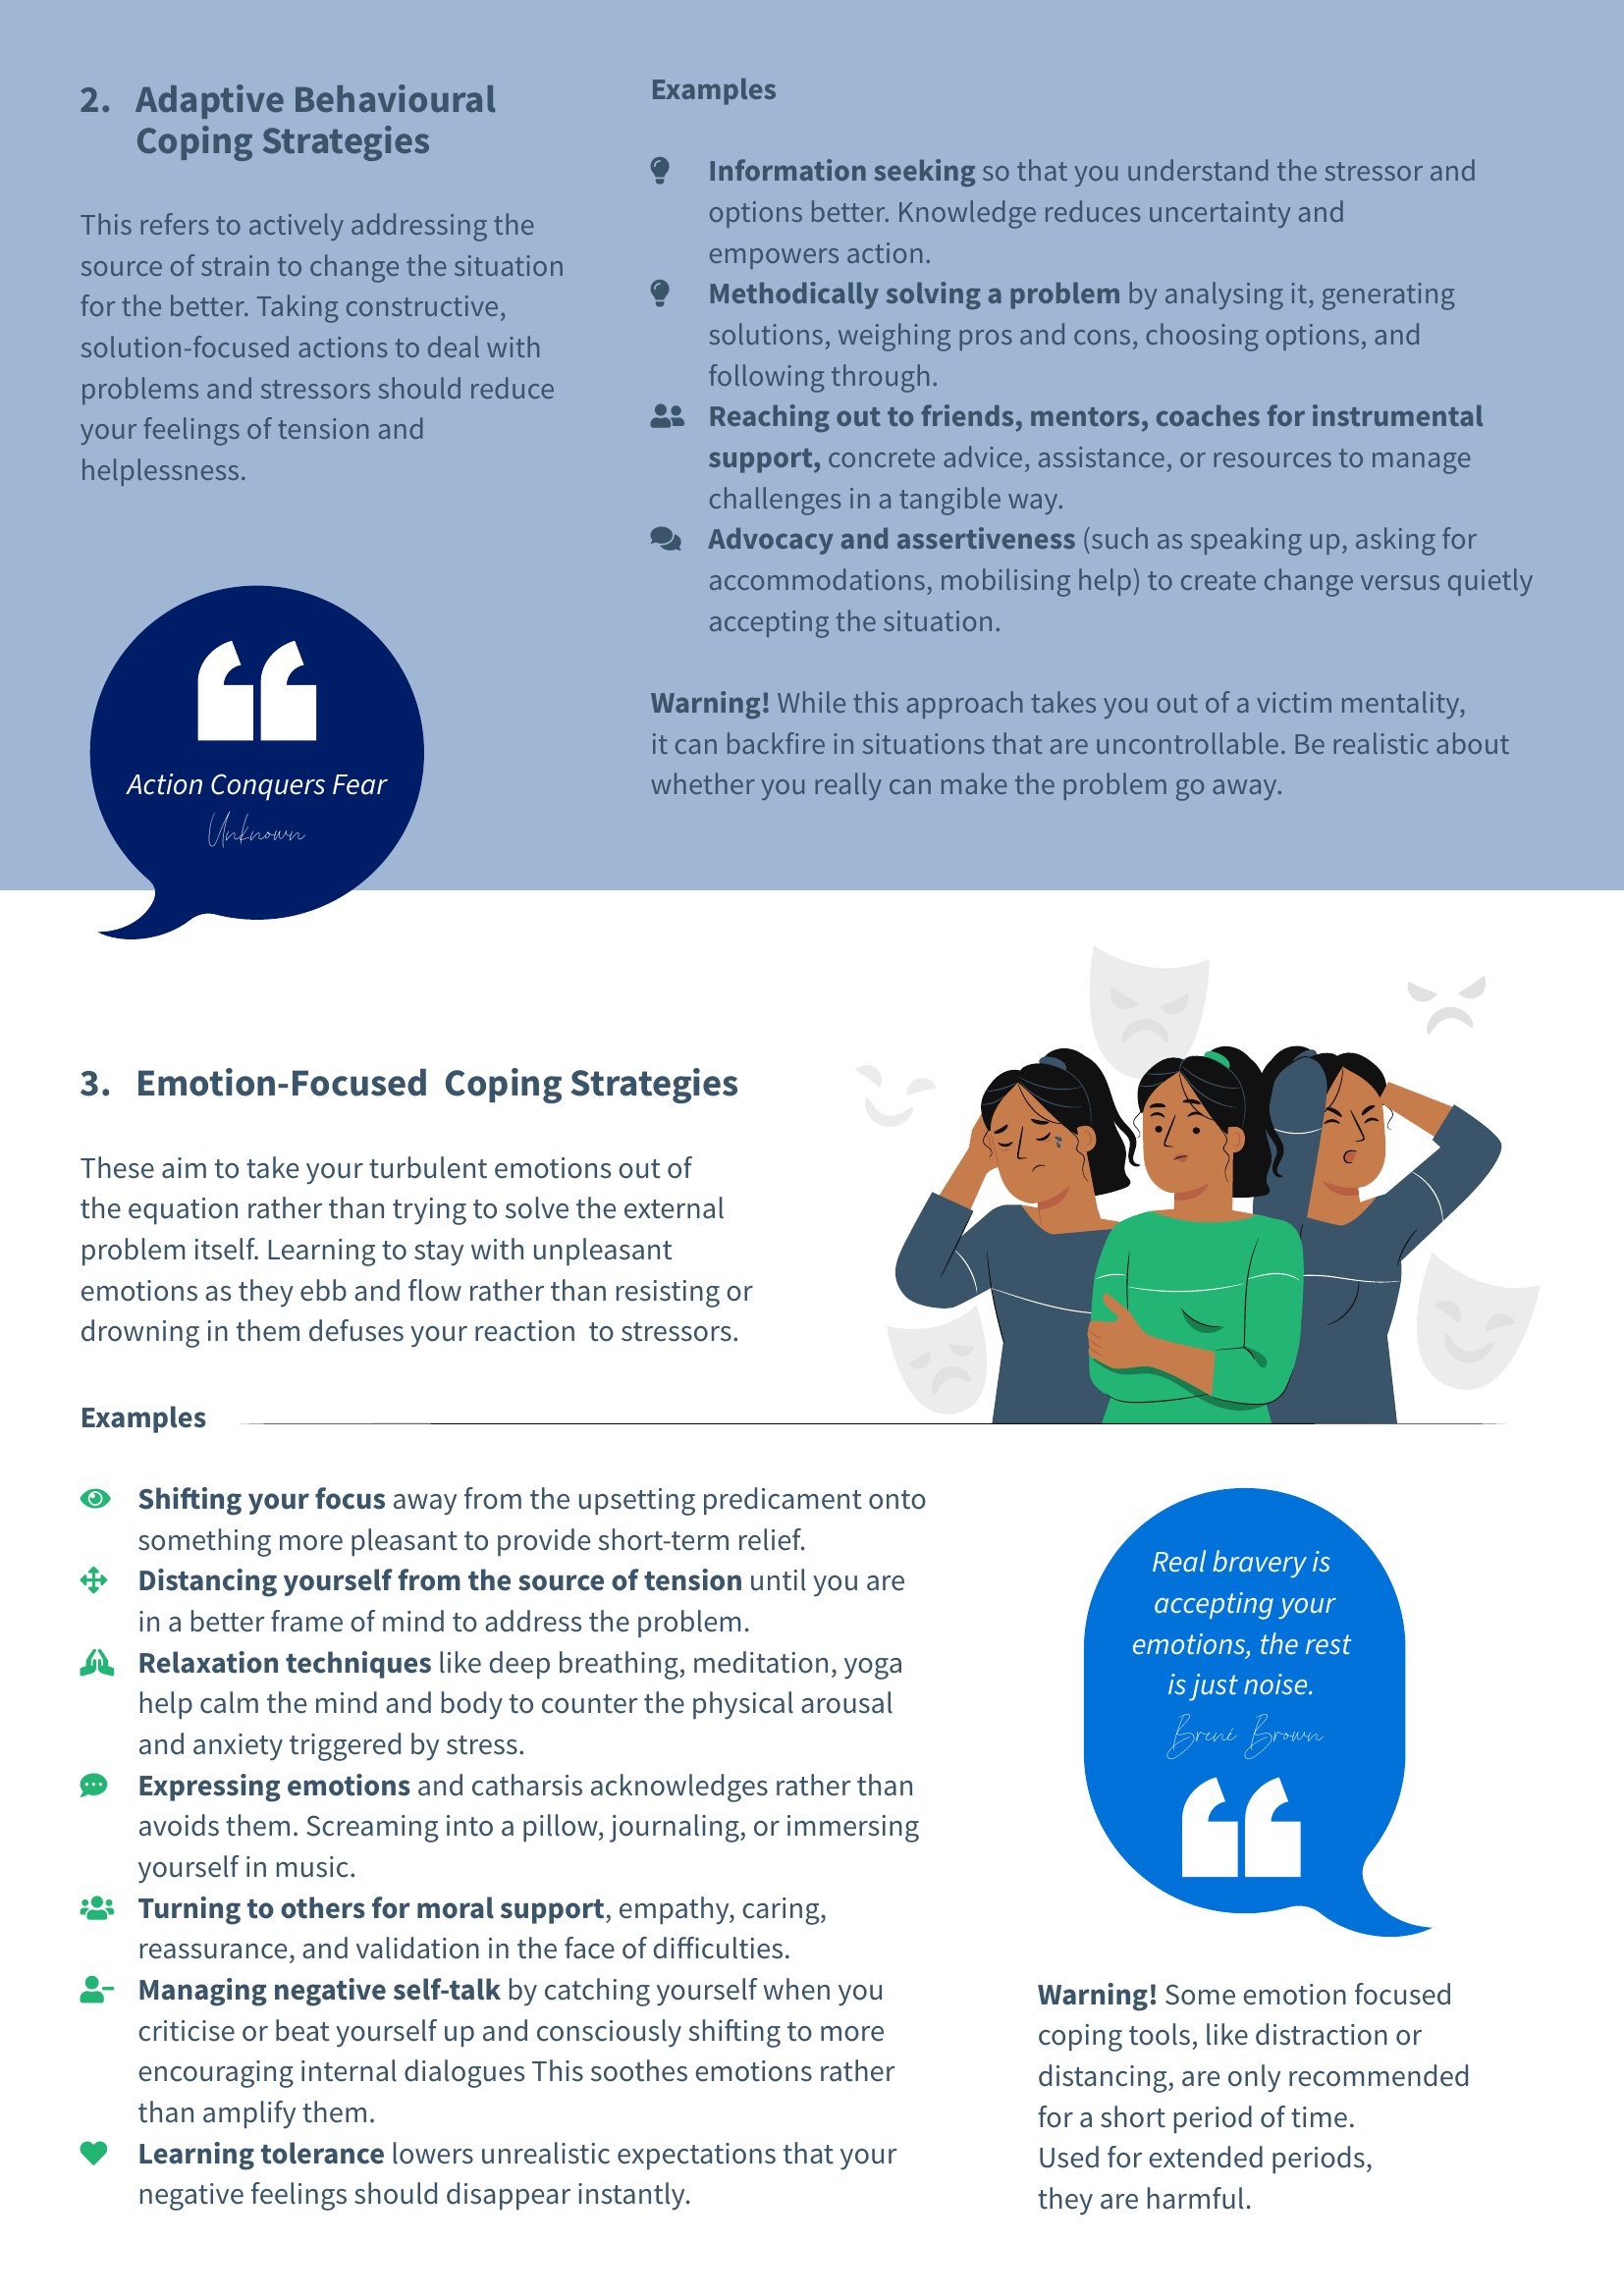 2. Adaptive Behavioural
Coping Strategies
This refers to actively addressing the
source of strain to change the situation
for the better. Taking constructive,
solution-focused actions to deal with
problems and stressors should reduce
your feelings of tension and
helplessness.
Action Conquers Fear
Unknown
Examples
Information seeking so that you understand the stressor and
options better. Knowledge reduces uncertainty and
empowers action.
Methodically solving a problem by analysing it, generating
solutions, weighing pros and cons, choosing options, and
following through.
Reaching out to friends, mentors, coaches for instrumental
support, concrete advice, assistance, or resources to manage
challenges in a tangible way.
Advocacy and assertiveness (such as speaking up, asking for
accommodations, mobilising help) to create change versus quietly
accepting the situation.
Warning! While this approach takes you out of a victim mentality,
it can backfire in situations that are uncontrollable. Be realistic about
whether you really can make the problem go away.
3. Emotion-Focused Coping Strategies
These aim to take your turbulent emotions out of
the equation rather than trying to solve the external
problem itself. Learning to stay with unpleasant
emotions as they ebb and flow rather than resisting or
drowning in them defuses your reaction to stressors.
Examples
Shifting your focus away from the upsetting predicament onto
something more pleasant to provide short-term relief.
Distancing yourself from the source of tension until you are
in a better frame of mind to address the problem.
Relaxation techniques like deep breathing, meditation, yoga
help calm the mind and body to counter the physical arousal
and anxiety triggered by stress.
Expressing emotions and catharsis acknowledges rather than
avoids them. Screaming into a pillow, journaling, or immersing
yourself in music.
Turning to others for moral support, empathy, caring,
reassurance, and validation in the face of difficulties.
Managing negative self-talk by catching yourself when you
criticise or beat yourself up and consciously shifting to more
encouraging internal dialogues This soothes emotions rather
than amplify them.
Learning tolerance lowers unrealistic expectations that your
negative feelings should disappear instantly.
Real bravery is
accepting your
emotions, the rest
is just noise.
Brené Brown
Warning! Some emotion focused
coping tools, like distraction or
distancing, are only recommended
for a short period of time.
Used for extended periods,
they are harmful.